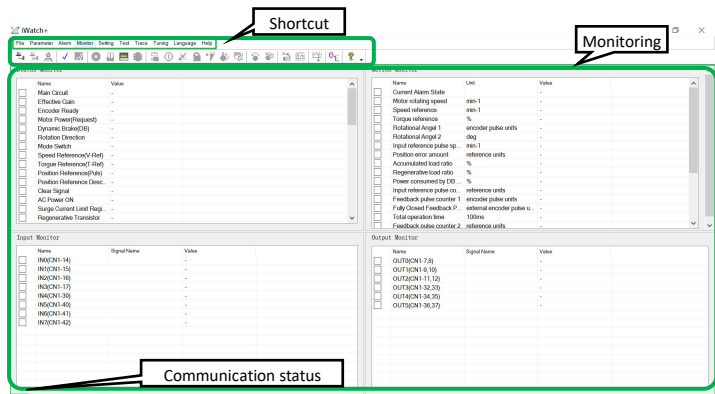 Shortcut
iWatch+
Monitoring
File Parameter Alarm Monitor Setting Test Trace Tuning Language Help
Name Value
Main Circuit -
Effective Gain -
Encoder Ready -
Motor Power(Request) -
Dynamic Brake(DB) -
Rotation Direction -
Mode Switch -
Speed Reference(V-Ref) -
Torgue Reference(T-Ref) -
Position Reference(Puls) -
Position Reference Direc... -
Clear Signal -
AC Power ON -
Surge Current Limit Regi... -
Regenerative Transistor -
Name Unit Value
Current Alarm State -
Motor rotating speed min-1 -
Speed reference min-1 -
Torque reference % -
Rotational Angel 1 encoder pulse units -
Rotational Angel 2 deg -
Input reference pulse sp... min-1 -
Position error amount reference units -
Accumulated load ratio % -
Regenerative load ratio % -
Power consumed by DB ... % -
Input reference pulse co... reference units -
Feedback pulse counter 1 encoder pulse units -
Fully Closed Feedback P... external encoder pulse u... -
Total operation time 100ms -
Feedback pulse counter 2 reference units -
Input Monitor
Name Signal Name Value
IN0(CN1-14) -
IN1(CN1-15) -
IN2(CN1-16) -
IN3(CN1-17) -
IN4(CN1-39) -
IN5(CN1-40) -
IN6(CN1-41) -
IN7(CN1-42) -
Output Monitor
Name Signal Name Value
OUT0(CN1-7,8) -
OUT1(CN1-9,10) -
OUT2(CN1-11,12) -
OUT3(CN1-32,33) -
OUT4(CN1-34,35) -
OUT5(CN1-36,37) -
Communication status